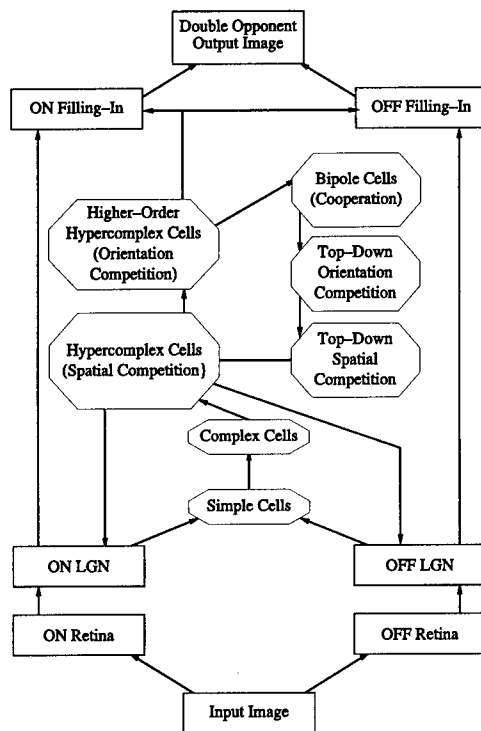 Double Opponent
Output Image
ON Filling–In
OFF Filling–In
Bipole Cells
(Cooperation)
Higher–Order
Hypercomplex Cells
(Orientation
Competition)
Top–Down
Orientation
Competition
Hypercomplex Cells
(Spatial Competition}
Top–Down
Spatial
Competition
Complex Cells
Simple Cells
ON LGN
OFF LGN
ON Retina
OFF Retina
Input Image